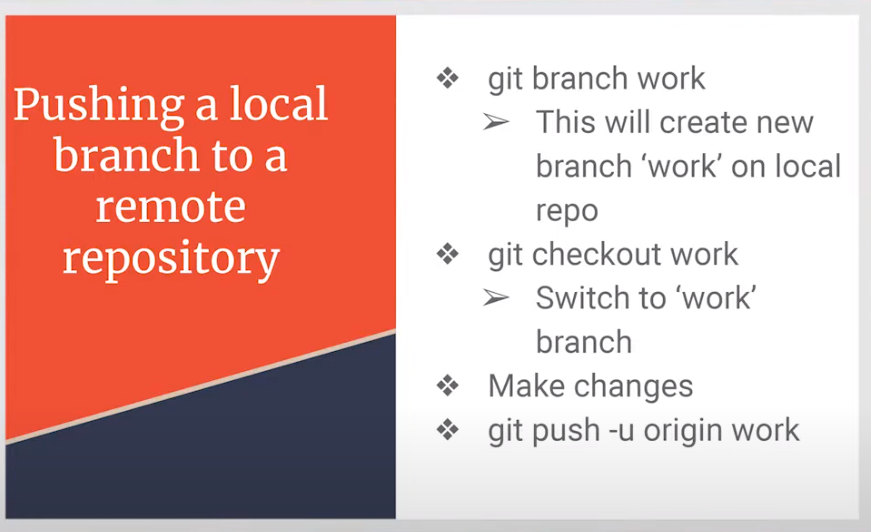 Pushing a local
branch to a
remote
repository
❖ git branch work
➢ This will create new
branch ‘work’ on local
repo
❖ git checkout work
➢ Switch to ‘work’
branch
❖ Make changes
❖ git push -u origin work